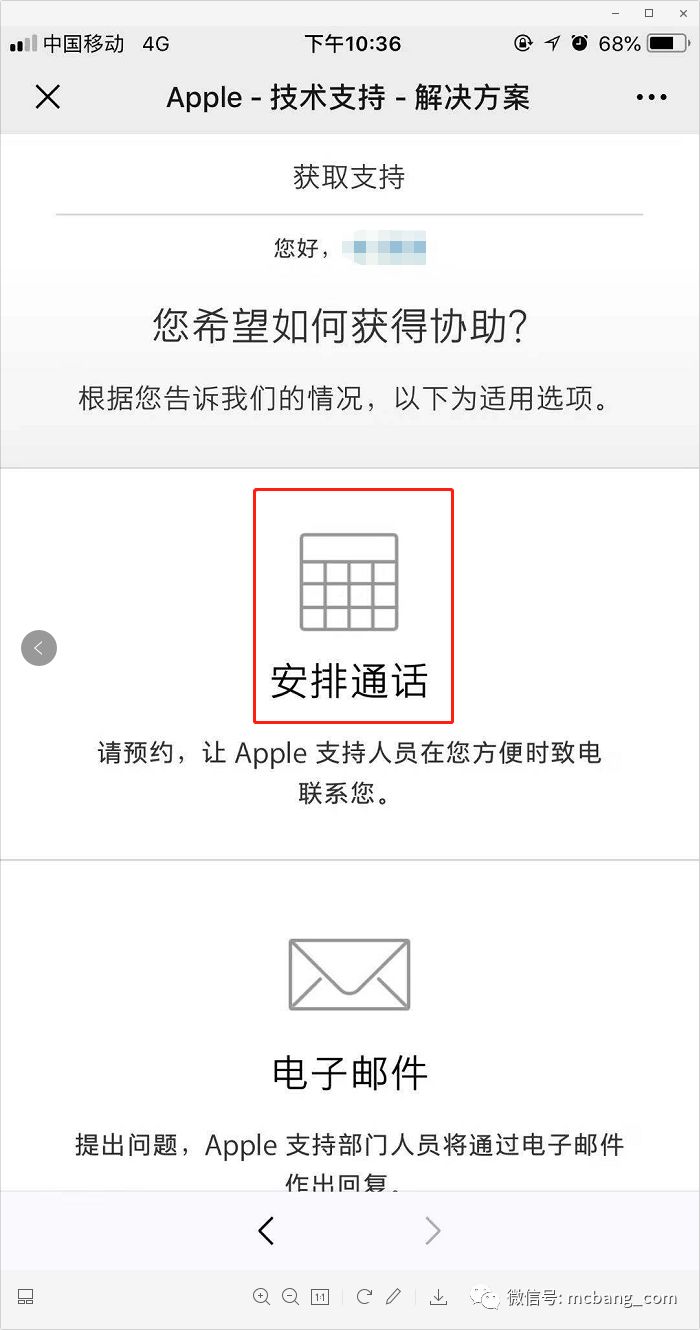 中国移动 4G 下午10:36 68%
Apple - 技术支持 - 解决方案
获取支持
您好，
您希望如何获得协助？
根据您告诉我们的情况，以下为适用选项。
安排通话
请预约，让 Apple 支持人员在您方便时致电
联系您。
电子邮件
提出问题，Apple 支持部门人员将通过电子邮件
作出回复。
1:1
微信号: mcbang_com